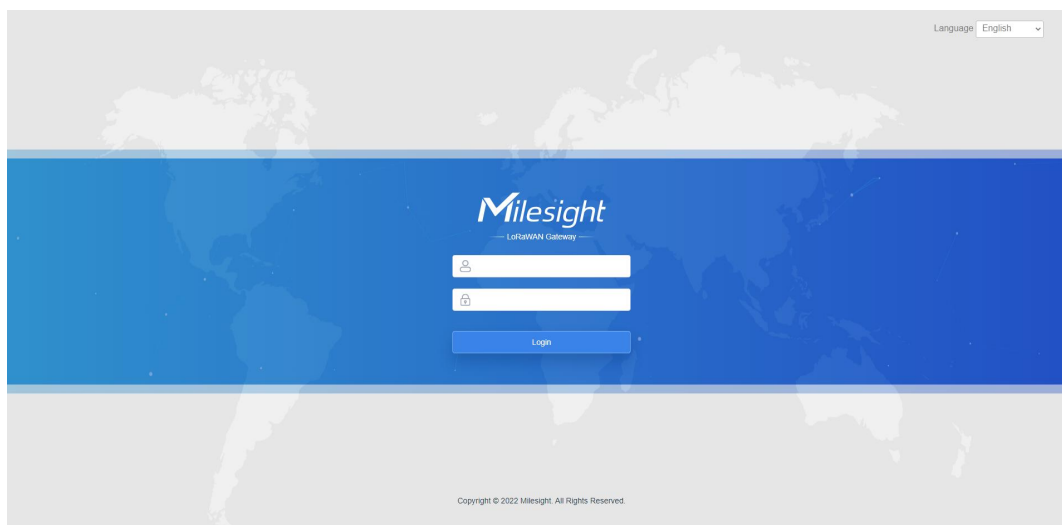 Language English
Milesight
LoRaWAN Gateway
Login
Copyright © 2022 Milesight. All Rights Reserved.